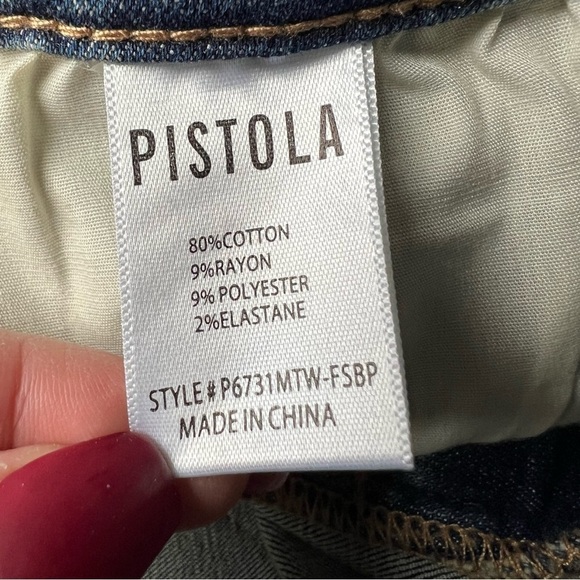 PISTOLA
80%COTTON
9%RAYON
9% POLYESTER
2%ELASTANE
STYLE#P6731MTW-FSBP
MADE IN CHINA